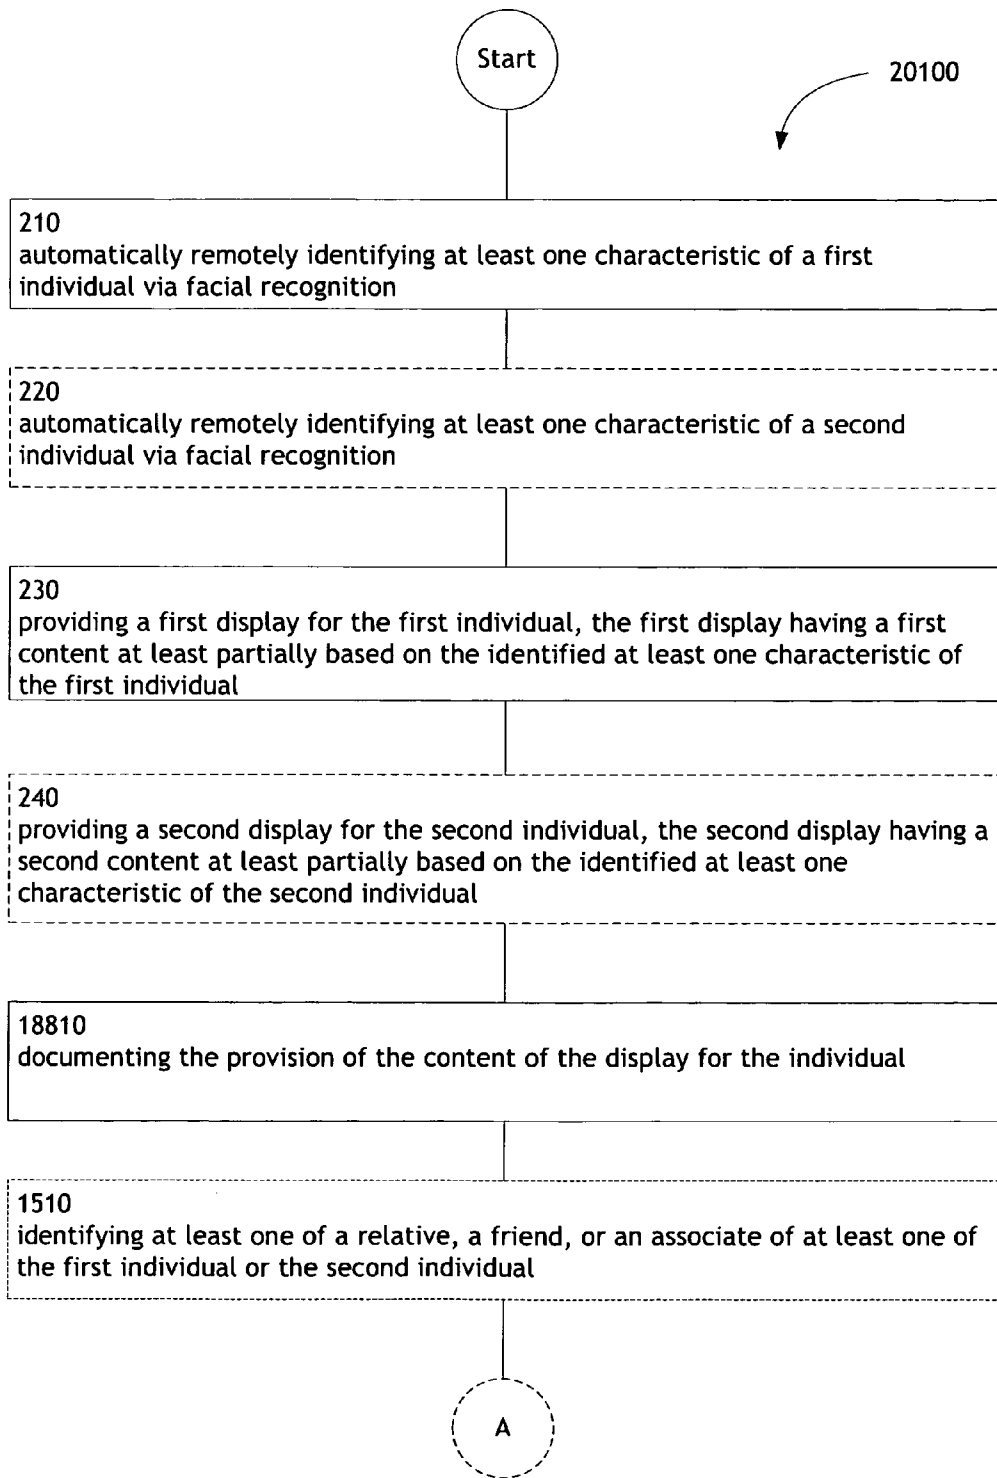 Start
20100
210
automatically remotely identifying at least one characteristic of a first
individual via facial recognition
220
automatically remotely identifying at least one characteristic of a second
individual via facial recognition
230
providing a first display for the first individual, the first display having a first
content at least partially based on the identified at least one characteristic of
the first individual
240
providing a second display for the second individual, the second display having a
second content at least partially based on the identified at least one
characteristic of the second individual
18810
documenting the provision of the content of the display for the individual
1510
identifying at least one of a relative, a friend, or an associate of at least one of
the first individual or the second individual
A